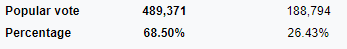 Popular vote 489,371 188,794
Percentage 68.50% 26.43%